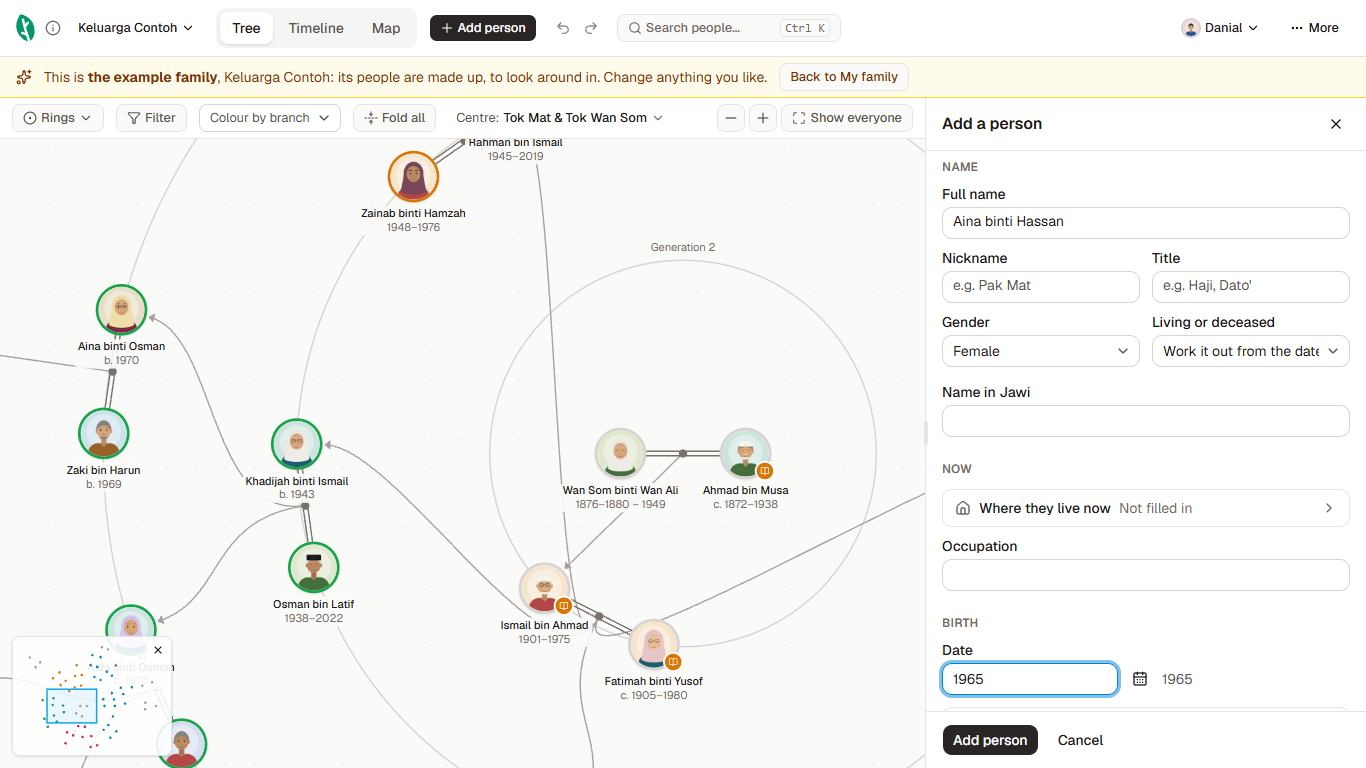 Keluarga Contoh
Tree
Timeline
Map
Add person
Search people...
Ctrl K
Danial
More
This is the example family, Keluarga Contoh: its people are made up, to look around in. Change anything you like.
Back to My family
Rings
Filter
Colour by branch
Fold all
Centre: Tok Mat & Tok Wan Som
Show everyone
Rahman bin Ismail
1945–2019
Zainab binti Hamzah
1948–1976
Generation 2
Aina binti Osman
b. 1970
Zaki bin Harun
b. 1969
Khadijah binti Ismail
b. 1943
Wan Som binti Wan Ali
1876–1880 – 1949
Ahmad bin Musa
c. 1872–1938
Osman bin Latif
1938–2022
Ismail bin Ahmad
1901–1975
Fatimah binti Yusof
c. 1905–1980
binti Osman
Add a person
NAME
Full name
Aina binti Hassan
Nickname
Title
e.g. Pak Mat
e.g. Haji, Dato'
Gender
Living or deceased
Female
Work it out from the date
Name in Jawi
NOW
Where they live now Not filled in
Occupation
BIRTH
Date
1965
1965
Add person
Cancel